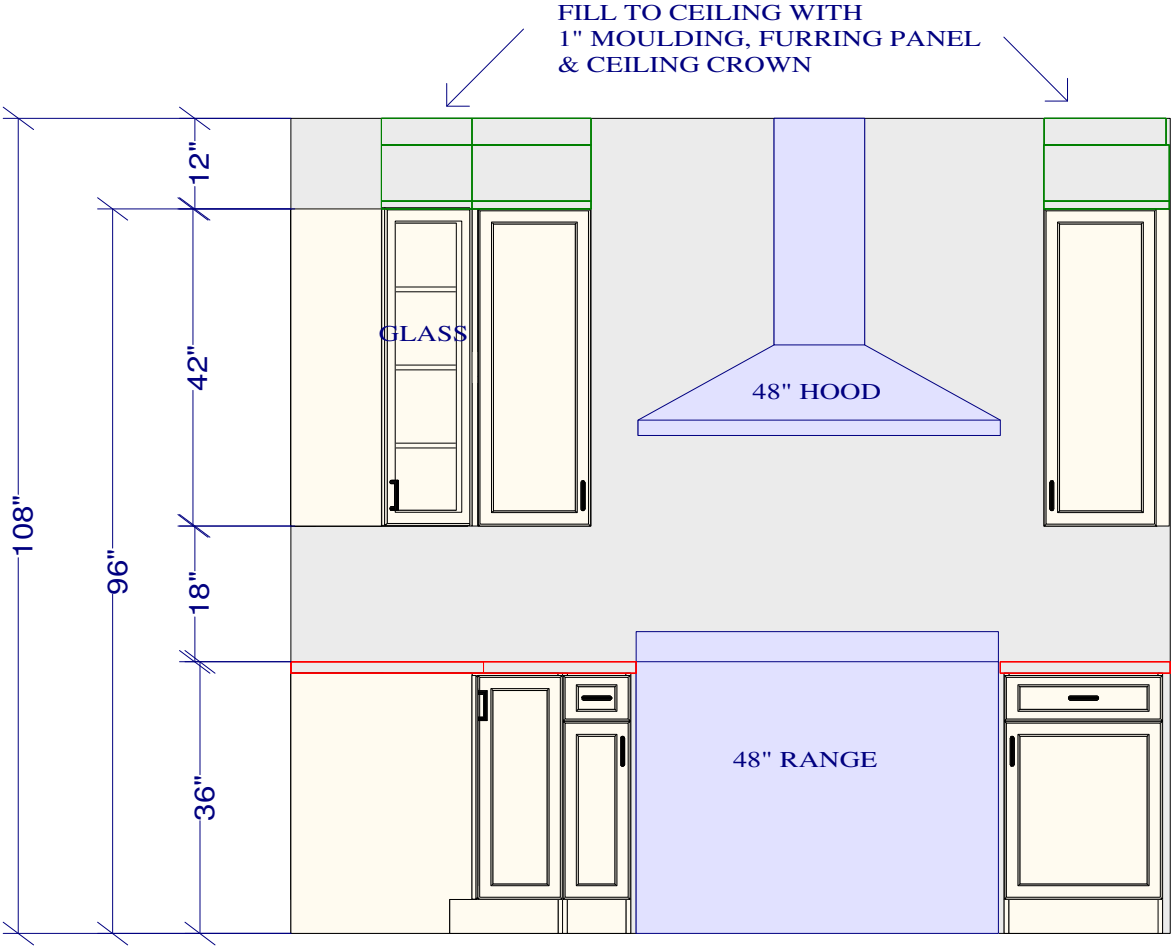 FILL TO CEILING WITH
1" MOULDING, FURRING PANEL
& CEILING CROWN
12"
GLASS
42"
48" HOOD
108"
96"
18"
48" RANGE
36"